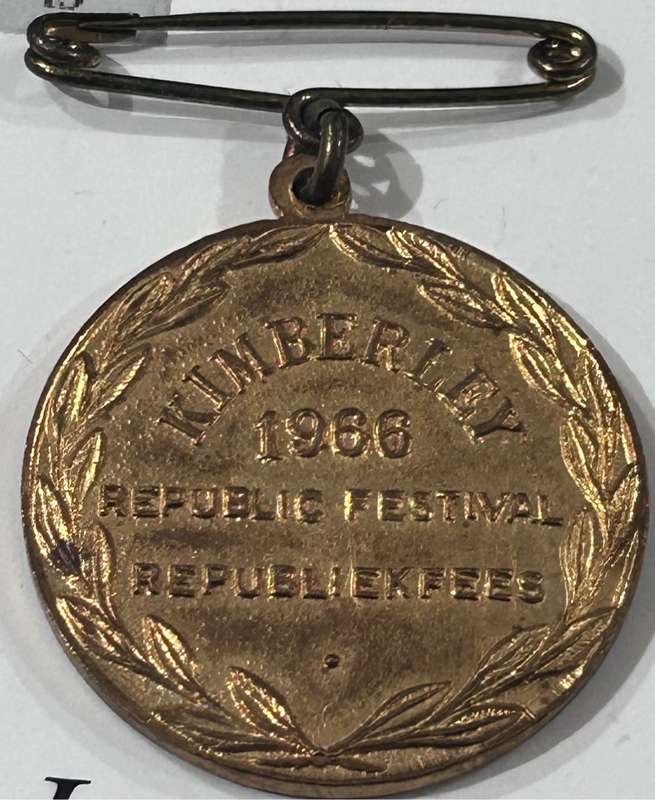 KIMBERLEY
1966
REPUBLIC FESTIVAL
REPUBLIEKFEES